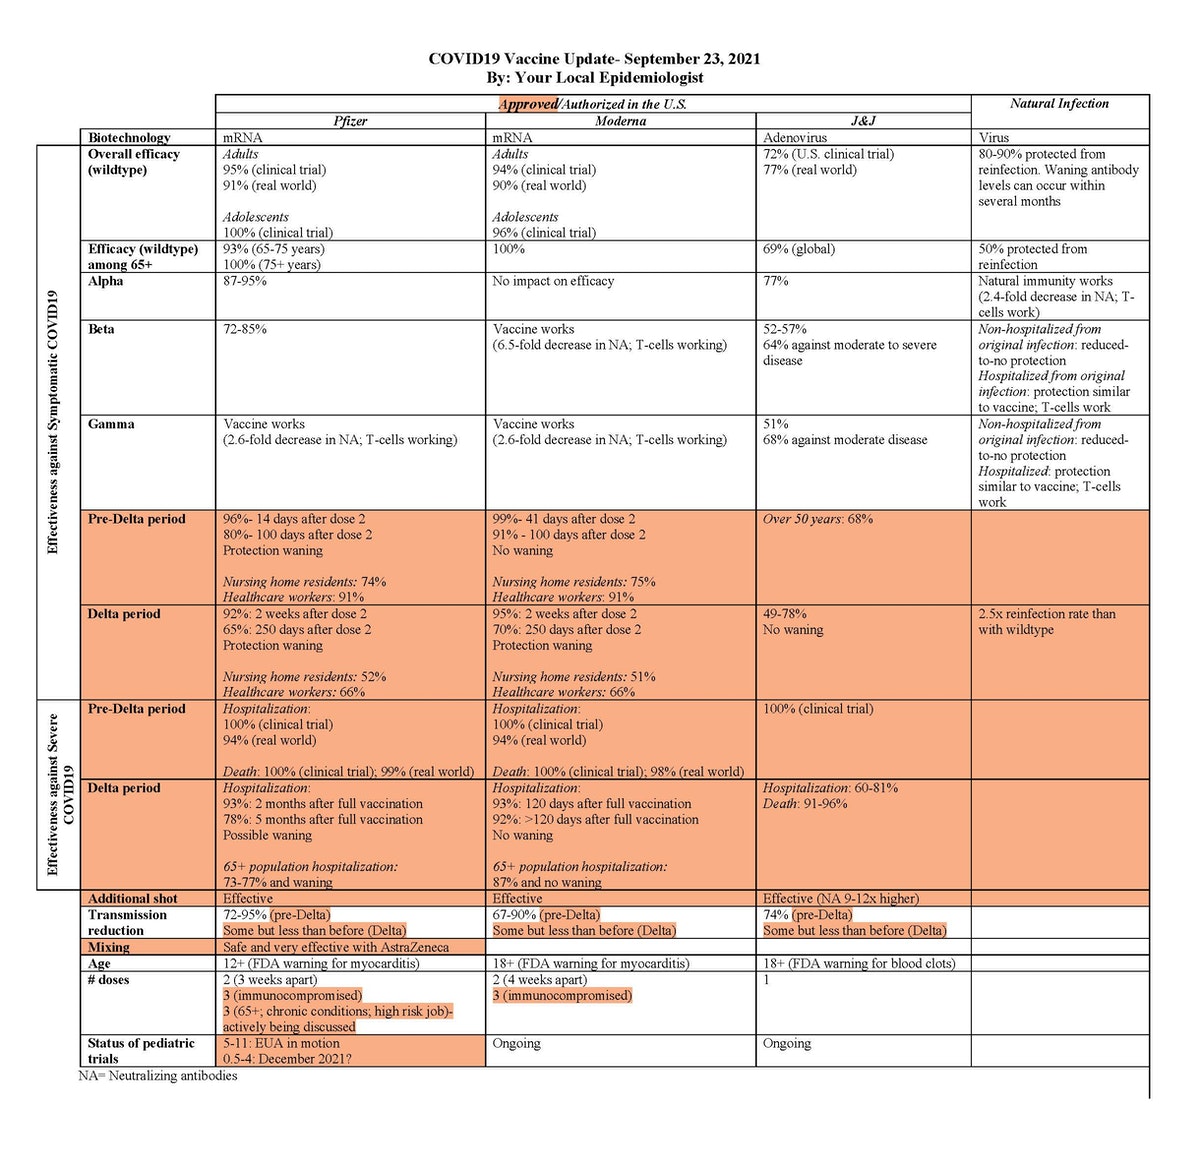 COVID19 Vaccine Update- September 23, 2021
By: Your Local Epidemiologist
Approved/Authorized in the U.S.
Natural Infection
Pfizer
Moderna
J&J
Biotechnology
mRNA
mRNA
Adenovirus
Virus
Effectiveness against Symptomatic COVID19
Overall efficacy
(wildtype)
Adults
95% (clinical trial)
91% (real world)
Adolescents
100% (clinical trial)
Adults
94% (clinical trial)
90% (real world)
Adolescents
96% (clinical trial)
72% (U.S. clinical trial)
77% (real world)
80-90% protected from
reinfection. Waning antibody
levels can occur within
several months
Efficacy (wildtype)
among 65+
93% (65-75 years)
100% (75+ years)
100%
69% (global)
50% protected from
reinfection
Alpha
87-95%
No impact on efficacy
77%
Natural immunity works
(2.4-fold decrease in NA; T-
cells work)
Beta
72-85%
Vaccine works
(6.5-fold decrease in NA; T-cells working)
52-57%
64% against moderate to severe
disease
Non-hospitalized from
original infection: reduced-
to-no protection
Hospitalized from original
infection: protection similar
to vaccine; T-cells work
Gamma
Vaccine works
(2.6-fold decrease in NA; T-cells working)
Vaccine works
(2.6-fold decrease in NA; T-cells working)
51%
68% against moderate disease
Non-hospitalized from
original infection: reduced-
to-no protection
Hospitalized: protection
similar to vaccine; T-cells
work
Pre-Delta period
96%- 14 days after dose 2
80%- 100 days after dose 2
Protection waning
Nursing home residents: 74%
Healthcare workers: 91%
99%- 41 days after dose 2
91% - 100 days after dose 2
No waning
Nursing home residents: 75%
Healthcare workers: 91%
Over 50 years: 68%
Delta period
92%: 2 weeks after dose 2
65%: 250 days after dose 2
Protection waning
Nursing home residents: 52%
Healthcare workers: 66%
95%: 2 weeks after dose 2
70%: 250 days after dose 2
Protection waning
Nursing home residents: 51%
Healthcare workers: 66%
49-78%
No waning
2.5x reinfection rate than
with wildtype
Effectiveness against Severe
COVID19
Pre-Delta period
Hospitalization:
100% (clinical trial)
94% (real world)
Death: 100% (clinical trial); 99% (real world)
Hospitalization:
100% (clinical trial)
94% (real world)
Death: 100% (clinical trial); 98% (real world)
100% (clinical trial)
Delta period
Hospitalization:
93%: 2 months after full vaccination
78%: 5 months after full vaccination
Possible waning
65+ population hospitalization:
73-77% and waning
Hospitalization:
93%: 120 days after full vaccination
92%: >120 days after full vaccination
No waning
65+ population hospitalization:
87% and no waning
Hospitalization: 60-81%
Death: 91-96%
Additional shot
Effective
Effective
Effective (NA 9-12x higher)
Transmission
reduction
72-95% (pre-Delta)
Some but less than before (Delta)
67-90% (pre-Delta)
Some but less than before (Delta)
74% (pre-Delta)
Some but less than before (Delta)
Mixing
Safe and very effective with AstraZeneca
Age
12+ (FDA warning for myocarditis)
18+ (FDA warning for myocarditis)
18+ (FDA warning for blood clots)
# doses
2 (3 weeks apart)
3 (immunocompromised)
3 (65+; chronic conditions; high risk job)-
actively being discussed
2 (4 weeks apart)
3 (immunocompromised)
1
Status of pediatric
trials
5-11: EUA in motion
0.5-4: December 2021?
Ongoing
Ongoing
NA= Neutralizing antibodies